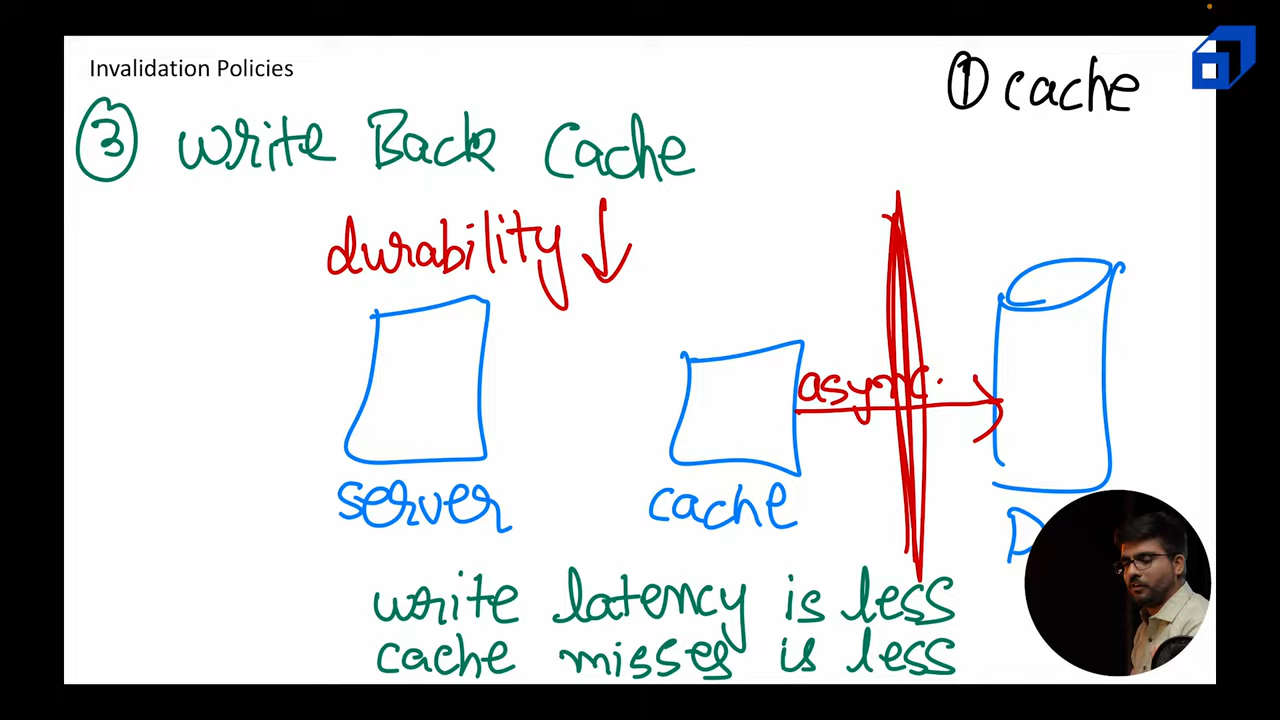 Invalidation Policies
① cache
③ Write Back Cache
durability ↓
async.
server
cache
D
write latency is less
cache misses is less